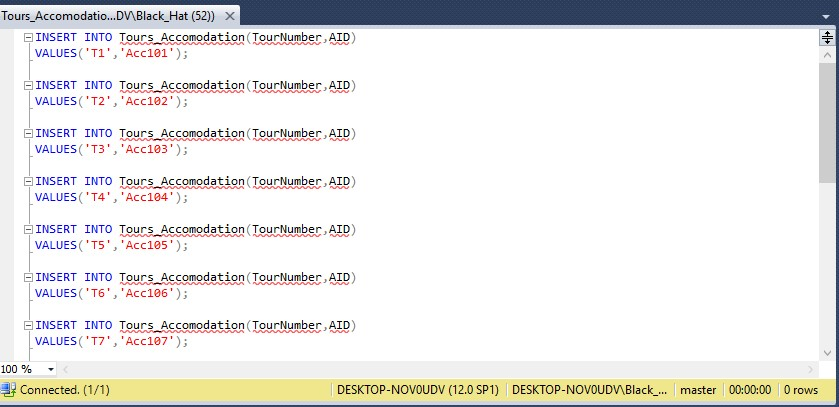 Tours_Accomodatio...DV\Black_Hat (52))
INSERT INTO Tours_Accomodation(TourNumber,AID)
VALUES('T1','Acc101');
INSERT INTO Tours_Accomodation(TourNumber,AID)
VALUES('T2','Acc102');
INSERT INTO Tours_Accomodation(TourNumber,AID)
VALUES('T3','Acc103');
INSERT INTO Tours_Accomodation(TourNumber,AID)
VALUES('T4','Acc104');
INSERT INTO Tours_Accomodation(TourNumber,AID)
VALUES('T5','Acc105');
INSERT INTO Tours_Accomodation(TourNumber,AID)
VALUES('T6','Acc106');
INSERT INTO Tours_Accomodation(TourNumber,AID)
VALUES('T7','Acc107');
100 %
Connected. (1/1) DESKTOP-NOV0UDV (12.0 SP1) DESKTOP-NOV0UDV\Black_... master 00:00:00 0 rows